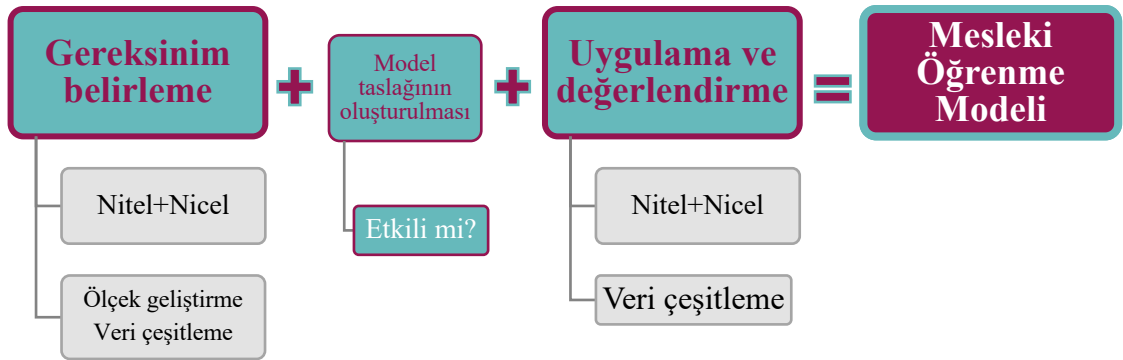 Gereksinim
belirleme
Nitel+Nicel
Ölçek geliştirme
Veri çeşitleme
+
Model
taslağının
oluşturulması
Etkili mi?
+
Uygulama ve
değerlendirme
Nitel+Nicel
Veri çeşitleme
=
Mesleki
Öğrenme
Modeli